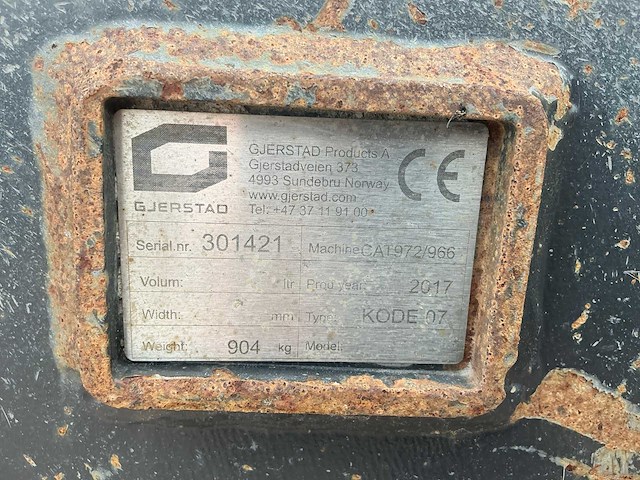 GJERSTAD
GJERSTAD Products A
Gjerstadveien 373
4993 Sundebru Norway
www.gjerstad.com
Tel: +47 37 11 91 00
CE
Serial.nr. 301421 Machine CAT972/966
Volum: ltr Prod year: 2017
Width: mm Type: KODE 07
Weight: 904 kg Model: